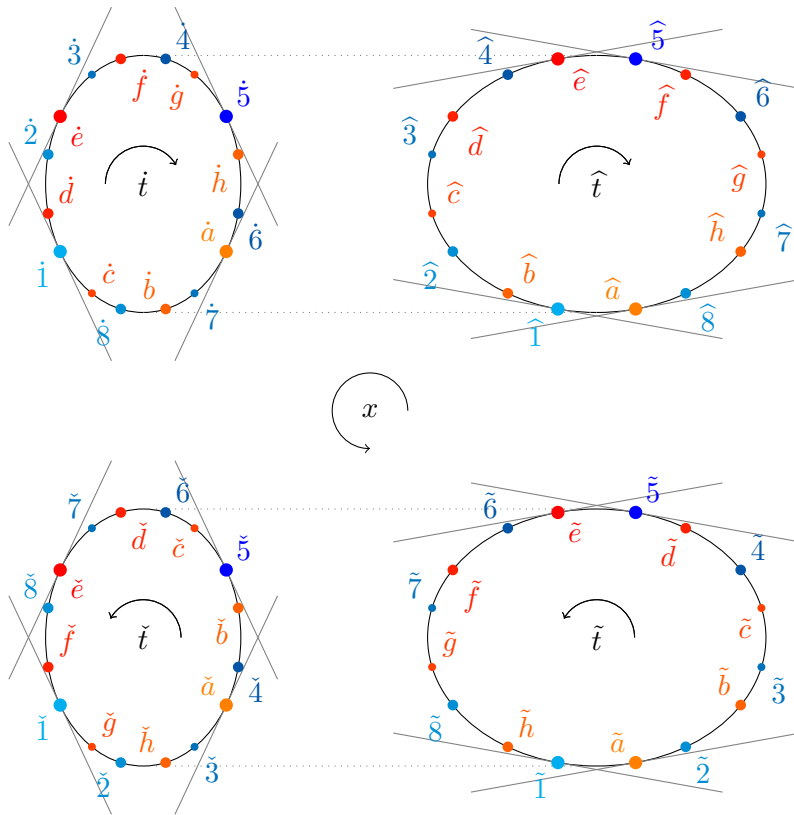 3̇ 4̇ 4̂ 5̂
ḟ ġ 5̇ ê f̂ 6̂
2̇ ė 3̂ d̂
ḋ ṫ ḣ ĉ t̂ ĝ
1̇ ċ ḃ ȧ 6̇ 2̂ b̂ â ĥ 7̂
8̇ 7̇ 1̂ 8̂
x
7̌ 6̌ 6̃ 5̃
ď č 5̌ ẽ d̃ 4̃
8̌ ě 7̃ f̃
f̌ ť b̌ g̃ t̃ c̃
1̌ ǧ ȟ ǎ 4̌ 8̃ h̃ ã b̃ 3̃
2̌ 3̌ 1̃ 2̃